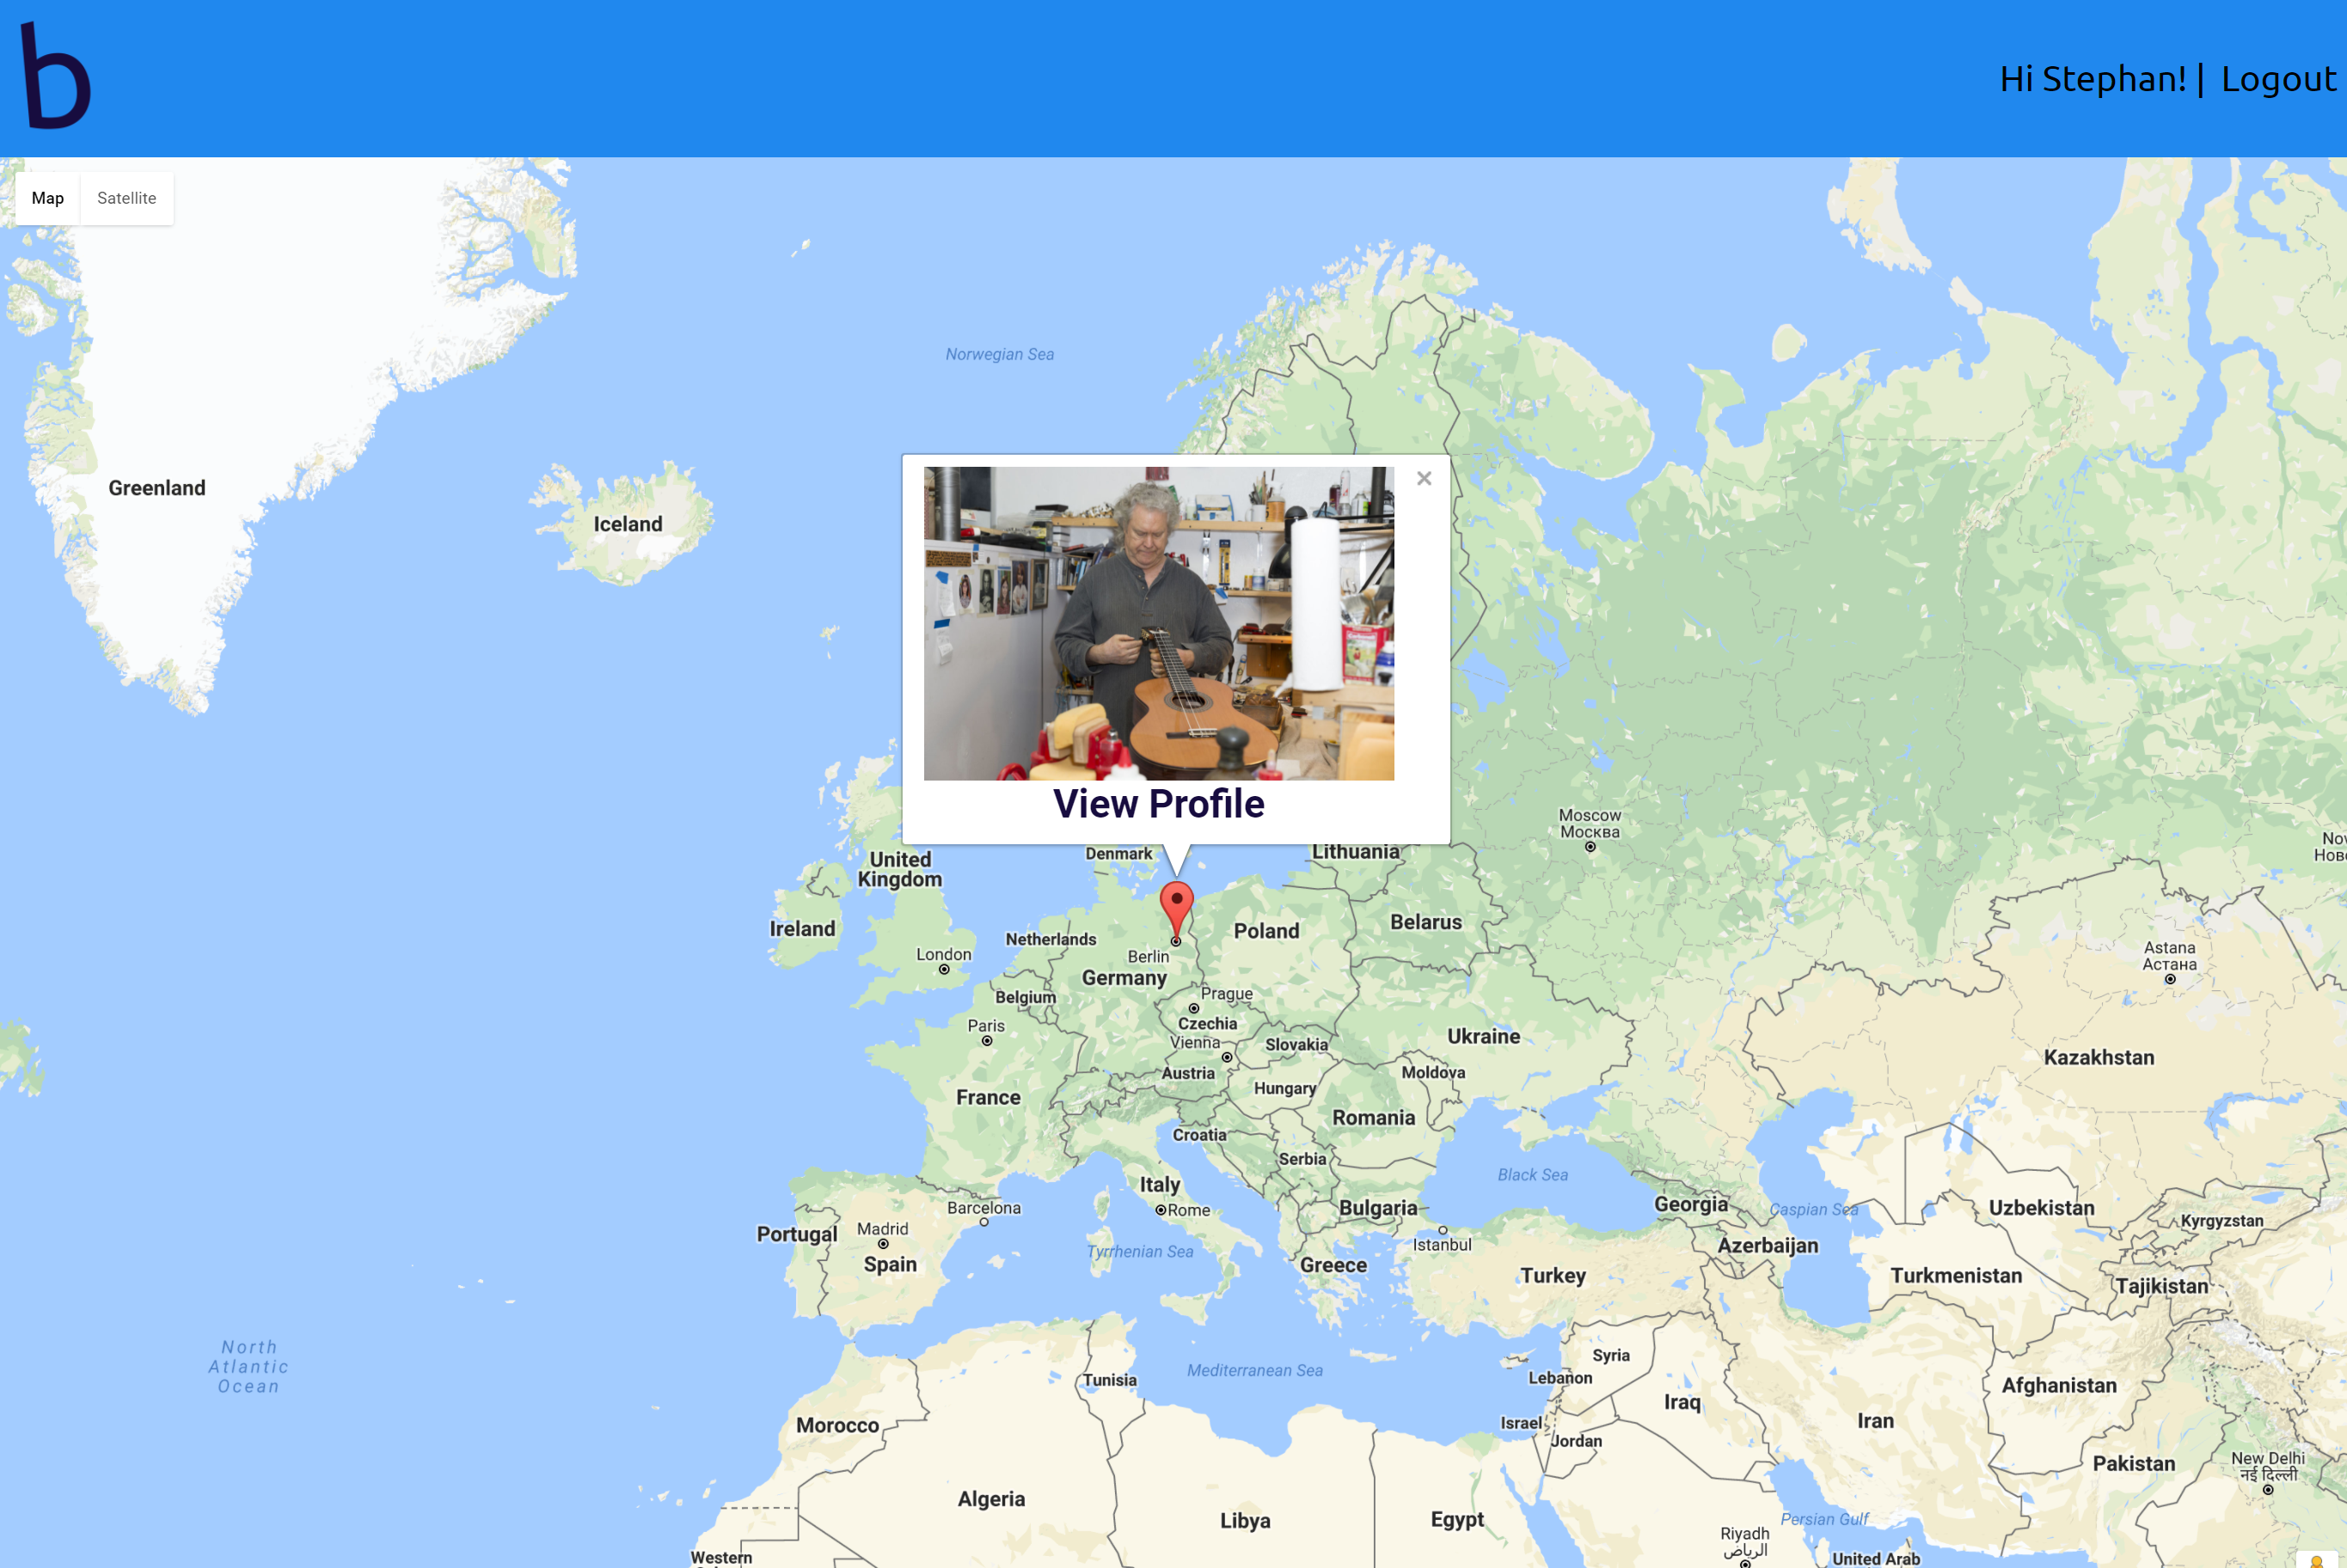 b
Hi Stephan! | Logout
Map
Satellite
Norwegian Sea
Greenland
Iceland
View Profile
Moscow
Москва
Denmark
Lithuania
United
Kingdom
Ireland
Netherlands
Poland
Belarus
London
Berlin
Germany
Astana
Астана
Belgium
Prague
Czechia
Paris
Vienna
Slovakia
Ukraine
Austria
Moldova
Kazakhstan
Hungary
France
Romania
Croatia
Serbia
Black Sea
Italy
Barcelona
Bulgaria
Georgia
Caspian Sea
Uzbekistan
Kyrgyzstan
Rome
Portugal
Madrid
Spain
Tyrrhenian Sea
Istanbul
Azerbaijan
Greece
Turkey
Turkmenistan
Tajikistan
North
Atlantic
Ocean
Mediterranean Sea
Tunisia
Syria
Lebanon
Iraq
Afghanistan
Morocco
Israel
Jordan
Iran
Pakistan
New Delhi
नई दिल्ली
Algeria
Libya
Egypt
Persian Gulf
Riyadh
الرياض
Western
United Arab